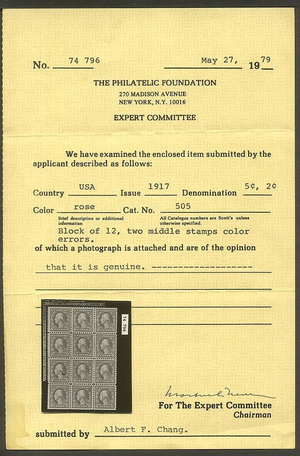 No. 74 796 May 27, 1979
THE PHILATELIC FOUNDATION
270 MADISON AVENUE
NEW YORK, N.Y. 10016
EXPERT COMMITTEE
We have examined the enclosed item submitted by the
applicant described as follows:
Country USA Issue 1917 Denomination 5¢, 2¢
Color rose Cat. No. 505
Brief description or additional information All Catalogue numbers are Scott's unless otherwise specified.
Block of 12, two middle stamps color
errors.
of which a photograph is attached and are of the opinion
that it is genuine. -------------------
74 796
For The Expert Committee
Chairman
submitted by Albert F. Chang.